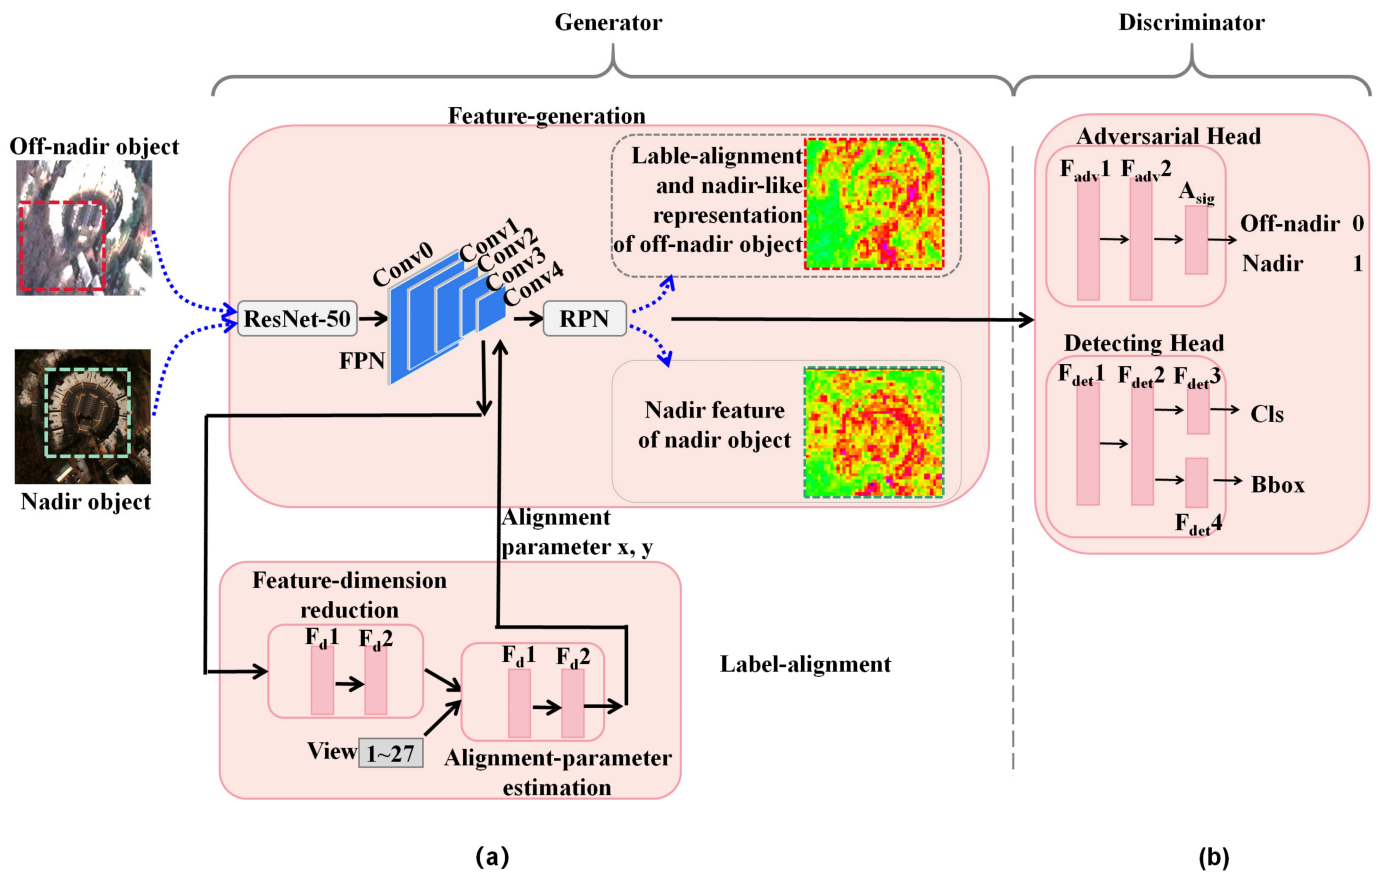 Generator
Discriminator
Feature-generation
Off-nadir object
Nadir object
ResNet-50
Conv0
Conv1
Conv2
Conv3
Conv4
FPN
RPN
Lable-alignment
and nadir-like
representation
of off-nadir object
Nadir feature
of nadir object
Alignment
parameter x, y
Feature-dimension
reduction
Fd1
Fd2
View
1~27
Fd1
Fd2
Alignment-parameter
estimation
Label-alignment
Adversarial Head
Fadv1
Fadv2
Asig
Off-nadir 0
Nadir 1
Detecting Head
Fdet1
Fdet2
Fdet3
Cls
Bbox
Fdet4
(a)
(b)